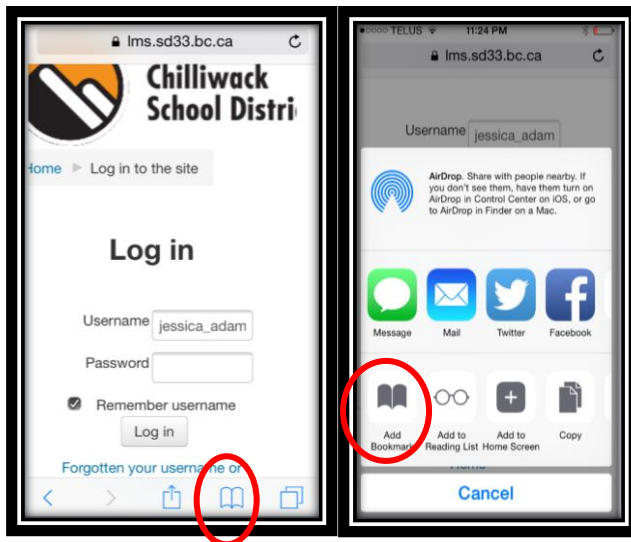 lms.sd33.bc.ca
Chilliwack
School Distri
Home ▶ Log in to the site
Log in
Username jessica_adam
Password
Remember username
Log in
Forgotten your username or
TELUS 11:24 PM
lms.sd33.bc.ca
Username jessica_adam
AirDrop. Share with people nearby. If
you don't see them, have them turn on
AirDrop in Control Center on iOS, or go
to AirDrop in Finder on a Mac.
Message Mail Twitter Facebook
Add Add to Add to Copy
Bookmark Reading List Home Screen
Home
Cancel